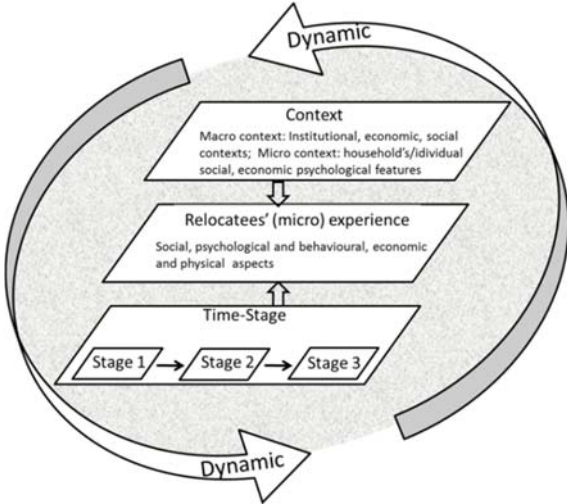 Dynamic
Context
Macro context: Institutional, economic, social
contexts; Micro context: household's/idividual
social, economic psychological features
Relocatees' (micro) experience
Social, psychological and behavioural, economic
and physical aspects
Time-Stage
Stage 1
Stage 2
Stage 3
Dynamic